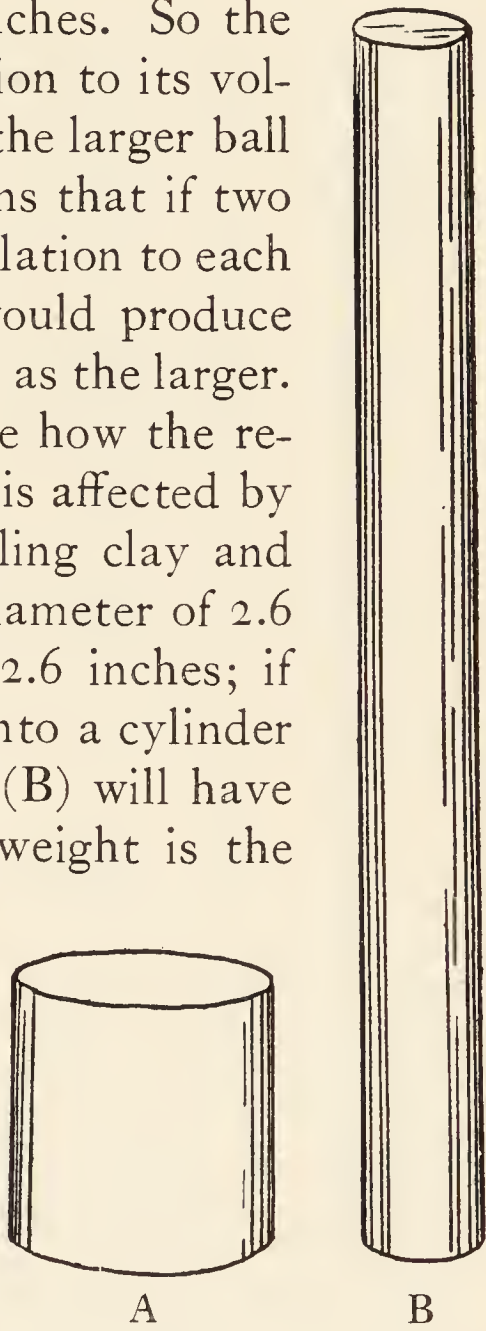 ches. So the
ion to its vol-
the larger ball
ns that if two
lation to each
ould produce
as the larger.
e how the re-
is affected by
ling clay and
iameter of 2.6
2.6 inches; if
nto a cylinder
(B) will have
weight is the
A
B